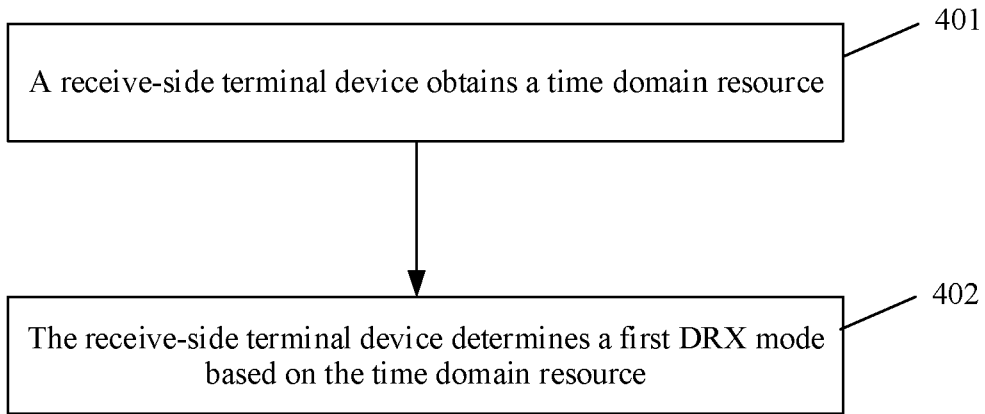 401
A receive-side terminal device obtains a time domain resource
402
The receive-side terminal device determines a first DRX mode
based on the time domain resource